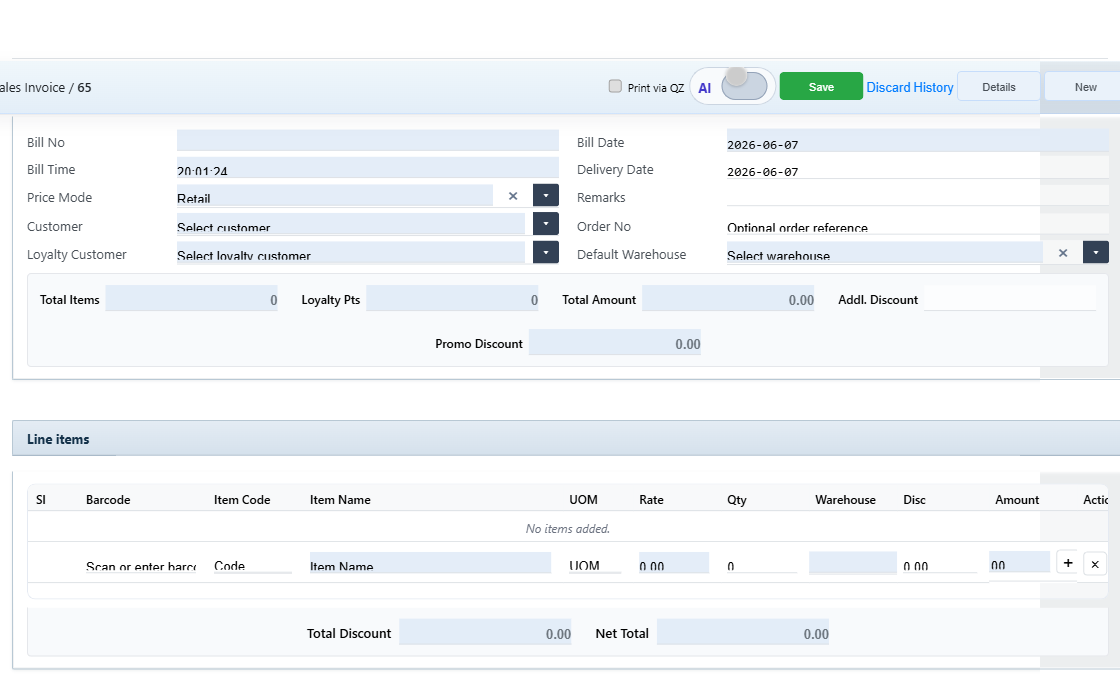 ales Invoice / 65 Print via QZ AI Save Discard History Details New
Bill No Bill Date 2026-06-07
Bill Time 20:01:24 Delivery Date 2026-06-07
Price Mode Retail × Remarks
Customer Select customer Order No Optional order reference
Loyalty Customer Select loyalty customer Default Warehouse Select warehouse ×
Total Items 0 Loyalty Pts 0 Total Amount 0.00 Addl. Discount
Promo Discount 0.00
Line items
SI Barcode Item Code Item Name UOM Rate Qty Warehouse Disc Amount Actic
No items added.
Scan or enter barco Code Item Name UOM 0.00 0 0.00 00 + ×
Total Discount 0.00 Net Total 0.00